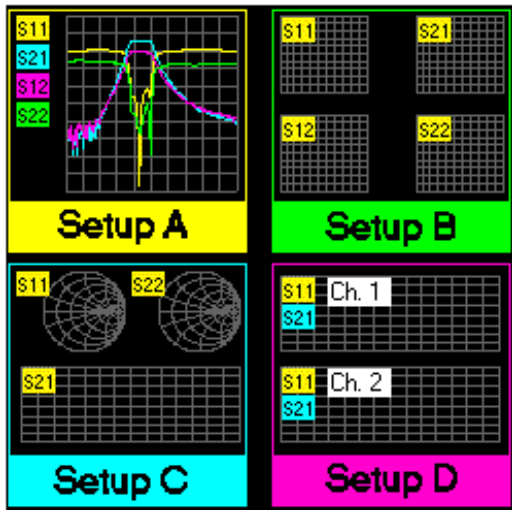 S11
S21
S12
S22
Setup A
S11 S21
S12 S22
Setup B
S11 S22
S21
Setup C
S11 Ch. 1
S21
S11 Ch. 2
S21
Setup D